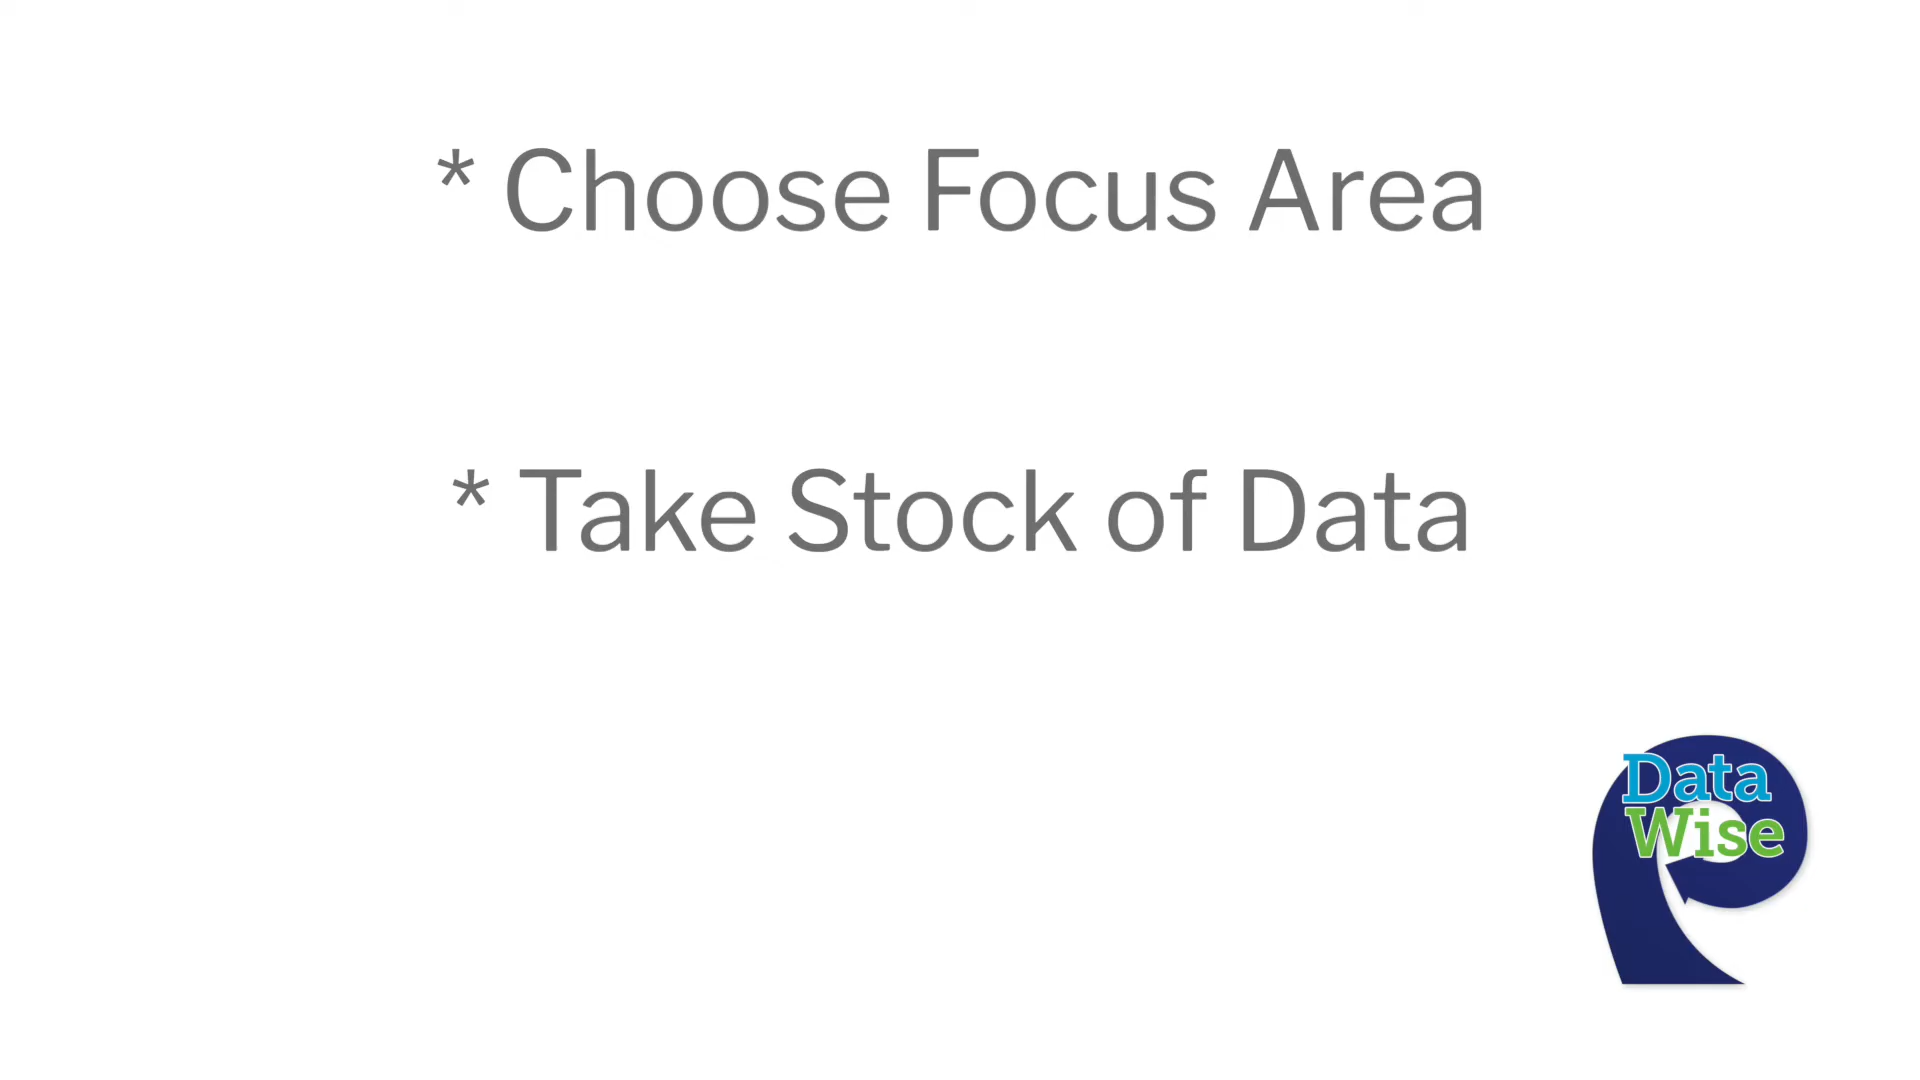 * Choose Focus Area
* Take Stock of Data
Data
Wise